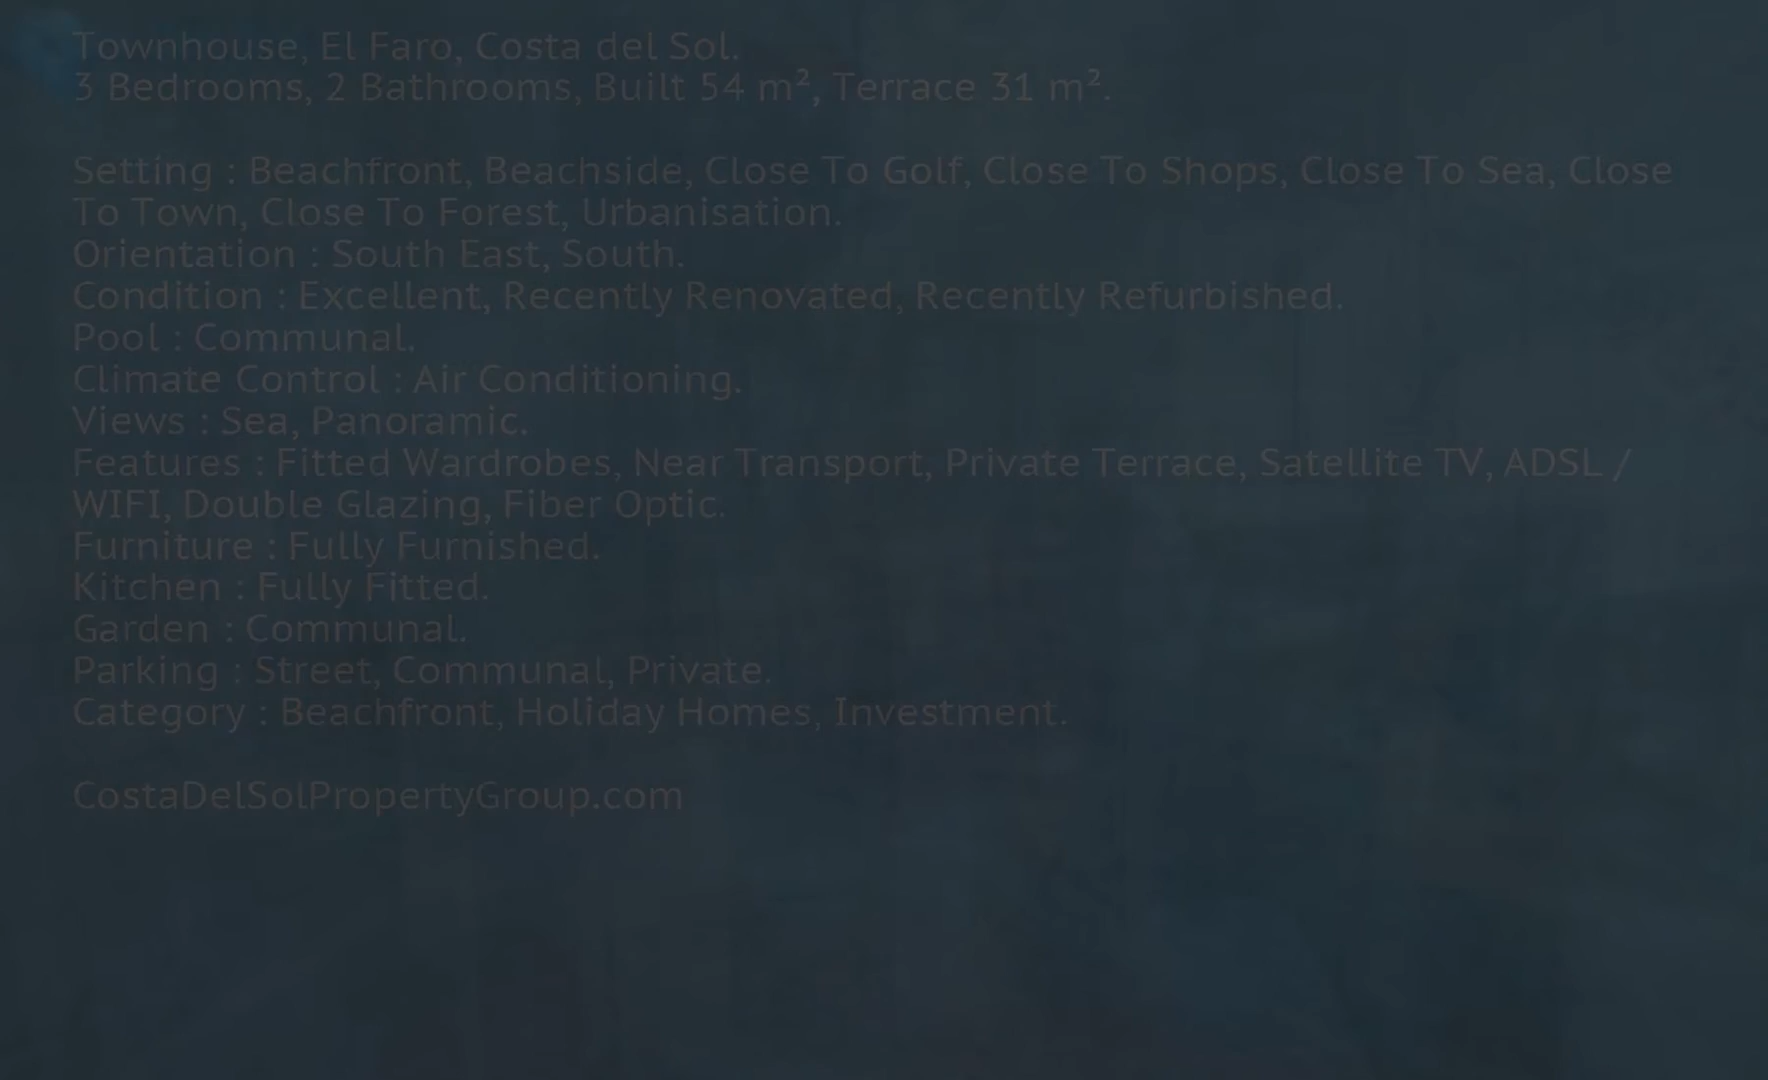 Townhouse, El Faro, Costa del Sol.
3 Bedrooms, 2 Bathrooms, Built 54 m², Terrace 31 m².
Setting : Beachfront, Beachside, Close To Golf, Close To Shops, Close To Sea, Close
To Town, Close To Forest, Urbanisation.
Orientation : South East, South.
Condition : Excellent, Recently Renovated, Recently Refurbished.
Pool : Communal.
Climate Control : Air Conditioning.
Views : Sea, Panoramic.
Features : Fitted Wardrobes, Near Transport, Private Terrace, Satellite TV, ADSL /
WIFI, Double Glazing, Fiber Optic.
Furniture : Fully Furnished.
Kitchen : Fully Fitted.
Garden : Communal.
Parking : Street, Communal, Private.
Category : Beachfront, Holiday Homes, Investment.
CostaDelSolPropertyGroup.com